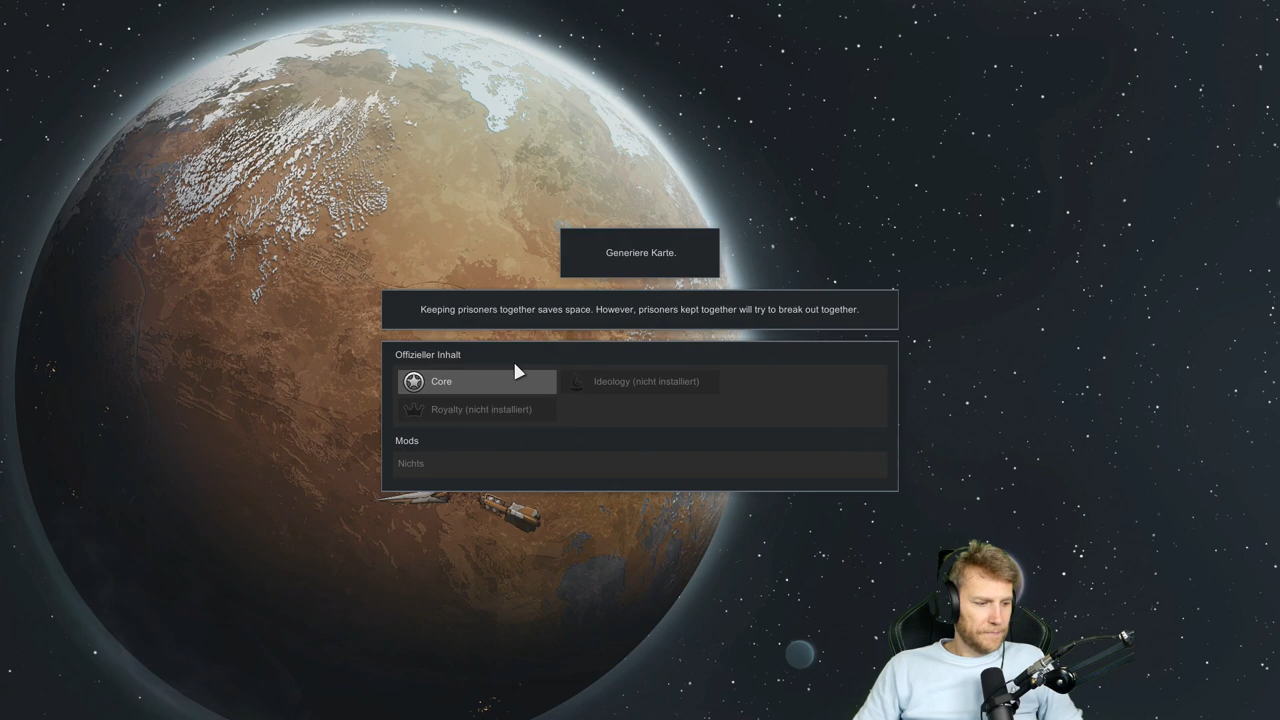 Generiere Karte.
Keeping prisoners together saves space. However, prisoners kept together will try to break out together.
Offizieller Inhalt
Core
Ideology (nicht installiert)
Royalty (nicht installiert)
Mods
Nichts